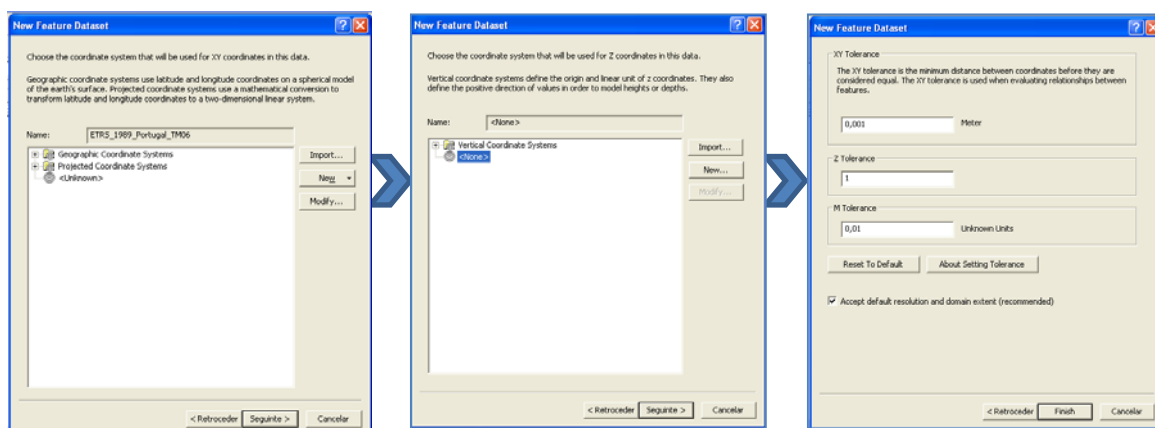 New Feature Dataset
Choose the coordinate system that will be used for XY coordinates in this data.
Geographic coordinate systems use latitude and longitude coordinates on a spherical model
of the earth's surface. Projected coordinate systems use a mathematical conversion to
transform latitude and longitude coordinates to a two-dimensional linear system.
Name: ETRS_1989_Portugal_TM06
Geographic Coordinate Systems
Projected Coordinate Systems
<Unknown>
Import...
New
Modify...
< Retroceder Seguinte > Cancelar
New Feature Dataset
Choose the coordinate system that will be used for Z coordinates in this data.
Vertical coordinate systems define the origin and linear unit of z coordinates. They also
define the positive direction of values in order to model heights or depths.
Name: <None>
Vertical Coordinate Systems
<None>
Import...
New...
Modify...
< Retroceder Seguinte > Cancelar
New Feature Dataset
XY Tolerance
The XY tolerance is the minimum distance between coordinates before they are
considered equal. The XY tolerance is used when evaluating relationships between
features.
0,001 Meter
Z Tolerance
1
M Tolerance
0,01 Unknown Units
Reset To Default About Setting Tolerance
Accept default resolution and domain extent (recommended)
< Retroceder Finish Cancelar